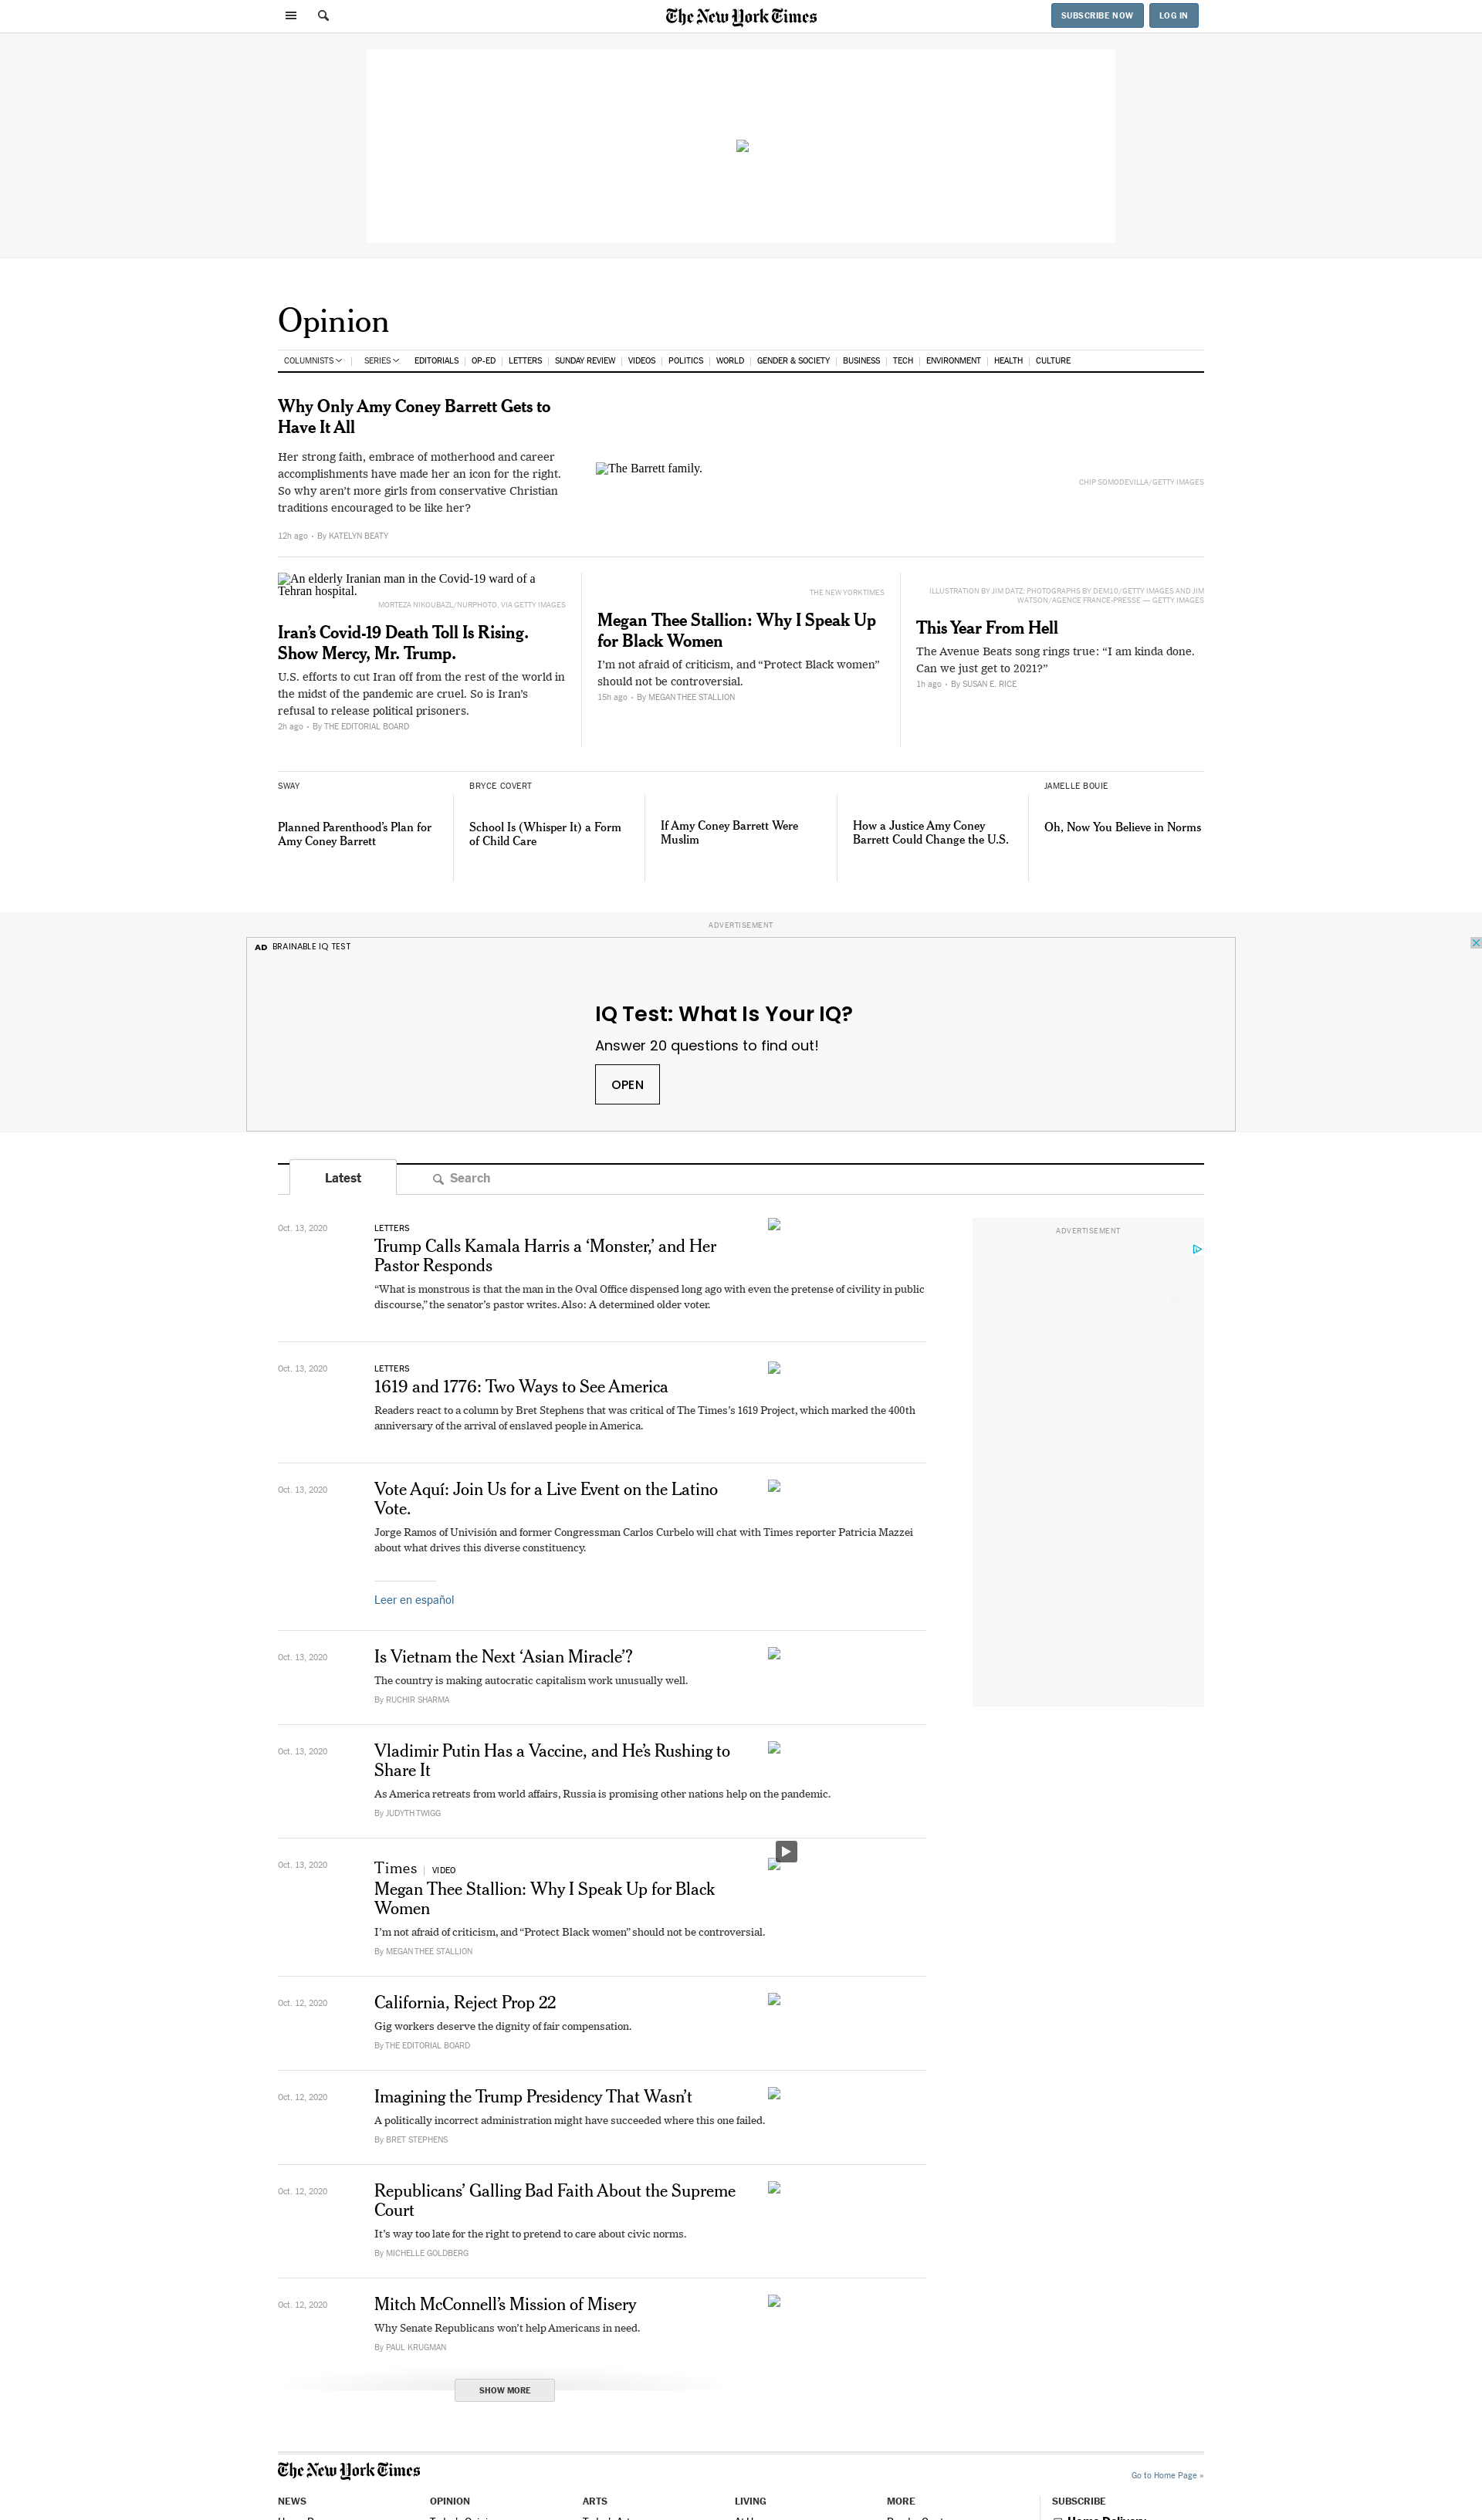 The New York Times
SUBSCRIBE NOW
LOG IN
Opinion
COLUMNISTS
SERIES
EDITORIALS
OP-ED
LETTERS
SUNDAY REVIEW
VIDEOS
POLITICS
WORLD
GENDER & SOCIETY
BUSINESS
TECH
ENVIRONMENT
HEALTH
CULTURE
Why Only Amy Coney Barrett Gets to
Have It All
Her strong faith, embrace of motherhood and career
accomplishments have made her an icon for the right.
So why aren’t more girls from conservative Christian
traditions encouraged to be like her?
12h ago • By KATELYN BEATY
The Barrett family.
CHIP SOMODEVILLA/GETTY IMAGES
An elderly Iranian man in the Covid-19 ward of a
Tehran hospital.
MORTEZA NIKOUBAZL/NURPHOTO, VIA GETTY IMAGES
Iran’s Covid-19 Death Toll Is Rising.
Show Mercy, Mr. Trump.
U.S. efforts to cut Iran off from the rest of the world in
the midst of the pandemic are cruel. So is Iran’s
refusal to release political prisoners.
2h ago • By THE EDITORIAL BOARD
THE NEW YORK TIMES
Megan Thee Stallion: Why I Speak Up
for Black Women
I’m not afraid of criticism, and “Protect Black women”
should not be controversial.
15h ago • By MEGAN THEE STALLION
ILLUSTRATION BY JIM DATZ; PHOTOGRAPHS BY DEM10/GETTY IMAGES AND JIM
WATSON/AGENCE FRANCE-PRESSE — GETTY IMAGES
This Year From Hell
The Avenue Beats song rings true: “I am kinda done.
Can we just get to 2021?”
1h ago • By SUSAN E. RICE
SWAY
Planned Parenthood’s Plan for
Amy Coney Barrett
BRYCE COVERT
School Is (Whisper It) a Form
of Child Care
If Amy Coney Barrett Were
Muslim
How a Justice Amy Coney
Barrett Could Change the U.S.
JAMELLE BOUIE
Oh, Now You Believe in Norms
ADVERTISEMENT
AD BRAINABLE IQ TEST
IQ Test: What Is Your IQ?
Answer 20 questions to find out!
OPEN
Latest
Search
ADVERTISEMENT
Oct. 13, 2020
LETTERS
Trump Calls Kamala Harris a ‘Monster,’ and Her
Pastor Responds
“What is monstrous is that the man in the Oval Office dispensed long ago with even the pretense of civility in public
discourse,” the senator’s pastor writes. Also: A determined older voter.
Oct. 13, 2020
LETTERS
1619 and 1776: Two Ways to See America
Readers react to a column by Bret Stephens that was critical of The Times’s 1619 Project, which marked the 400th
anniversary of the arrival of enslaved people in America.
Oct. 13, 2020
Vote Aquí: Join Us for a Live Event on the Latino
Vote.
Jorge Ramos of Univisión and former Congressman Carlos Curbelo will chat with Times reporter Patricia Mazzei
about what drives this diverse constituency.
Leer en español
Oct. 13, 2020
Is Vietnam the Next ‘Asian Miracle’?
The country is making autocratic capitalism work unusually well.
By RUCHIR SHARMA
Oct. 13, 2020
Vladimir Putin Has a Vaccine, and He’s Rushing to
Share It
As America retreats from world affairs, Russia is promising other nations help on the pandemic.
By JUDYTH TWIGG
Oct. 13, 2020
Times | VIDEO
Megan Thee Stallion: Why I Speak Up for Black
Women
I’m not afraid of criticism, and “Protect Black women” should not be controversial.
By MEGAN THEE STALLION
Oct. 12, 2020
California, Reject Prop 22
Gig workers deserve the dignity of fair compensation.
By THE EDITORIAL BOARD
Oct. 12, 2020
Imagining the Trump Presidency That Wasn’t
A politically incorrect administration might have succeeded where this one failed.
By BRET STEPHENS
Oct. 12, 2020
Republicans’ Galling Bad Faith About the Supreme
Court
It’s way too late for the right to pretend to care about civic norms.
By MICHELLE GOLDBERG
Oct. 12, 2020
Mitch McConnell’s Mission of Misery
Why Senate Republicans won’t help Americans in need.
By PAUL KRUGMAN
SHOW MORE
The New York Times
Go to Home Page »
NEWS
OPINION
ARTS
LIVING
MORE
SUBSCRIBE